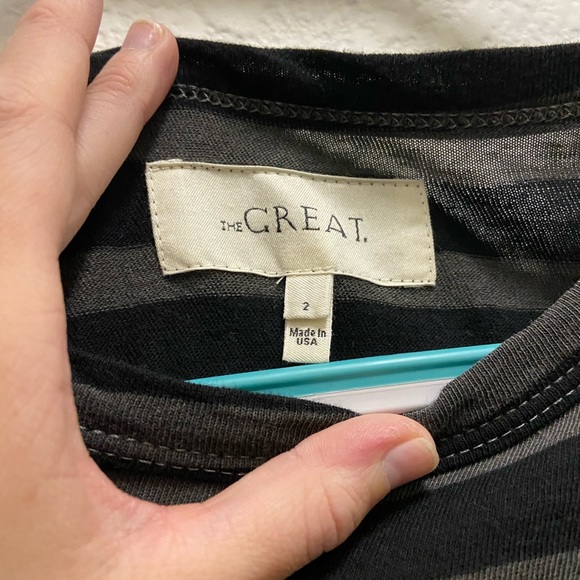 THE GREAT.
2
Made In
USA